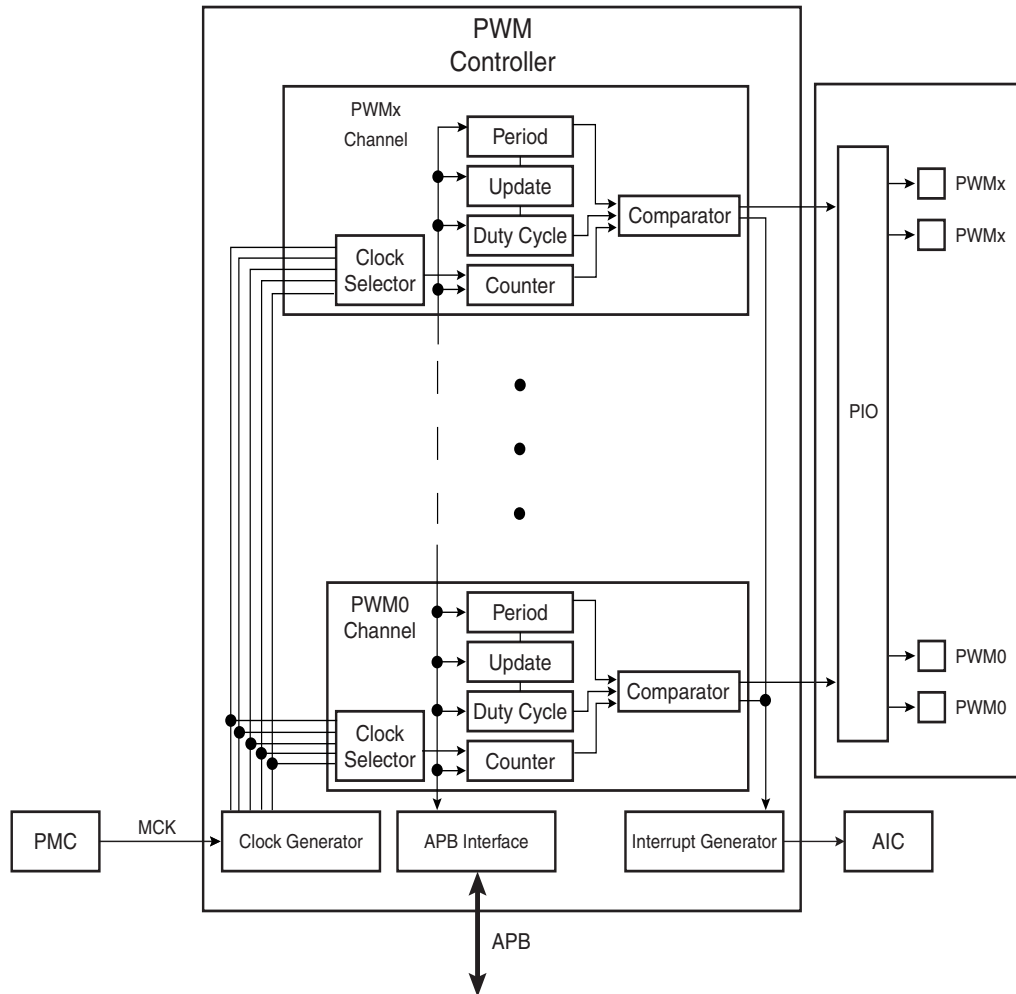 PWM
Controller
PWMx
Channel
Period
Update
Duty Cycle
Counter
Clock
Selector
Comparator
PIO
PWMx
PWMx
PWM0
Channel
Period
Update
Duty Cycle
Counter
Clock
Selector
Comparator
PWM0
PWM0
PMC
MCK
Clock Generator
APB Interface
Interrupt Generator
AIC
APB